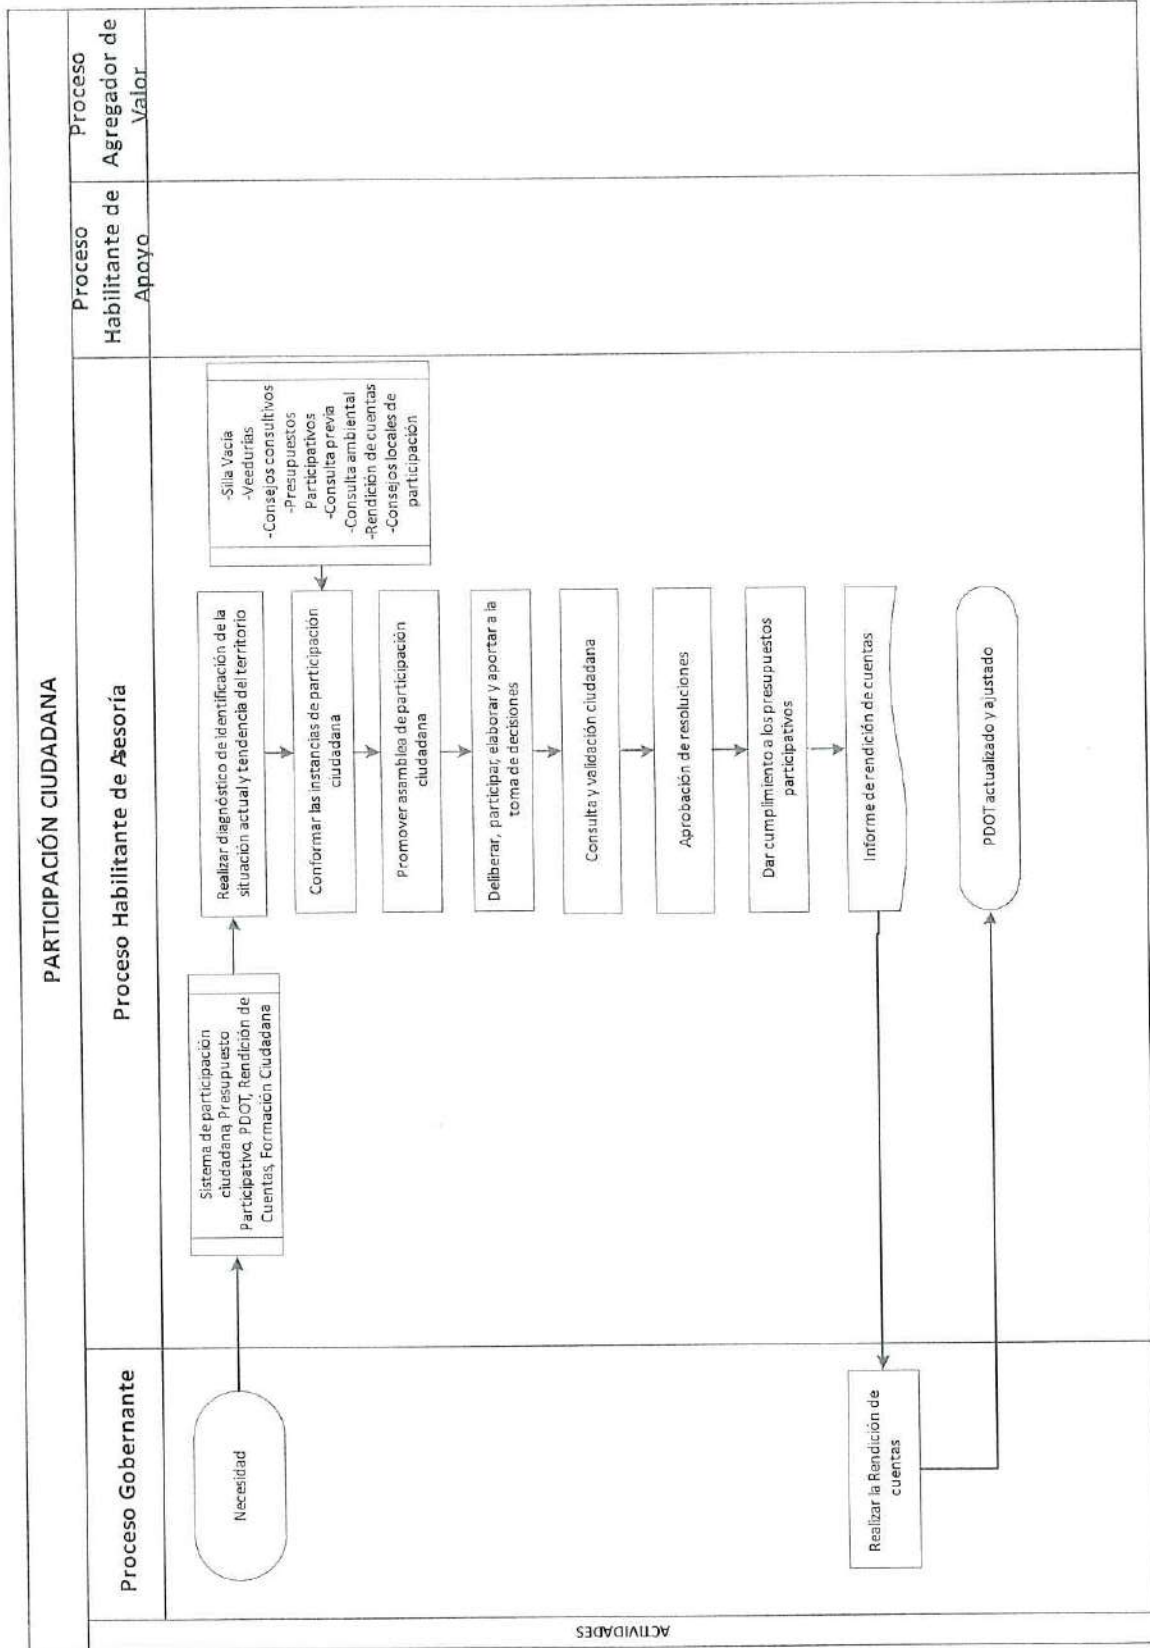 PARTICIPACIÓN CIUDADANA
Proceso Gobernante
Proceso Habilitante de Asesoría
Proceso
Habilitante de
Apoyo
Proceso
Agregador de
Valor
ACTIVIDADES
Necesidad
Sistema de participación
ciudadana, Presupuesto
Participativo, PDOT, Rendición de
Cuentas, Formación Ciudadana
Realizar diagnóstico de identificación de la
situación actual y tendencia del territorio
-Silla Vacía
-Veedurías
-Consejos consultivos
-Presupuestos
Participativos
-Consulta previa
-Consulta ambiental
-Rendición de cuentas
-Consejos locales de
participación
Conformar las instancias de participación
ciudadana
Promover asamblea de participación
ciudadana
Deliberar, participar, elaborar y aportar a la
toma de decisiones
Consulta y validación ciudadana
Aprobación de resoluciones
Dar cumplimiento a los presupuestos
participativos
Informe de rendición de cuentas
Realizar la Rendición de
cuentas
PDOT actualizado y ajustado